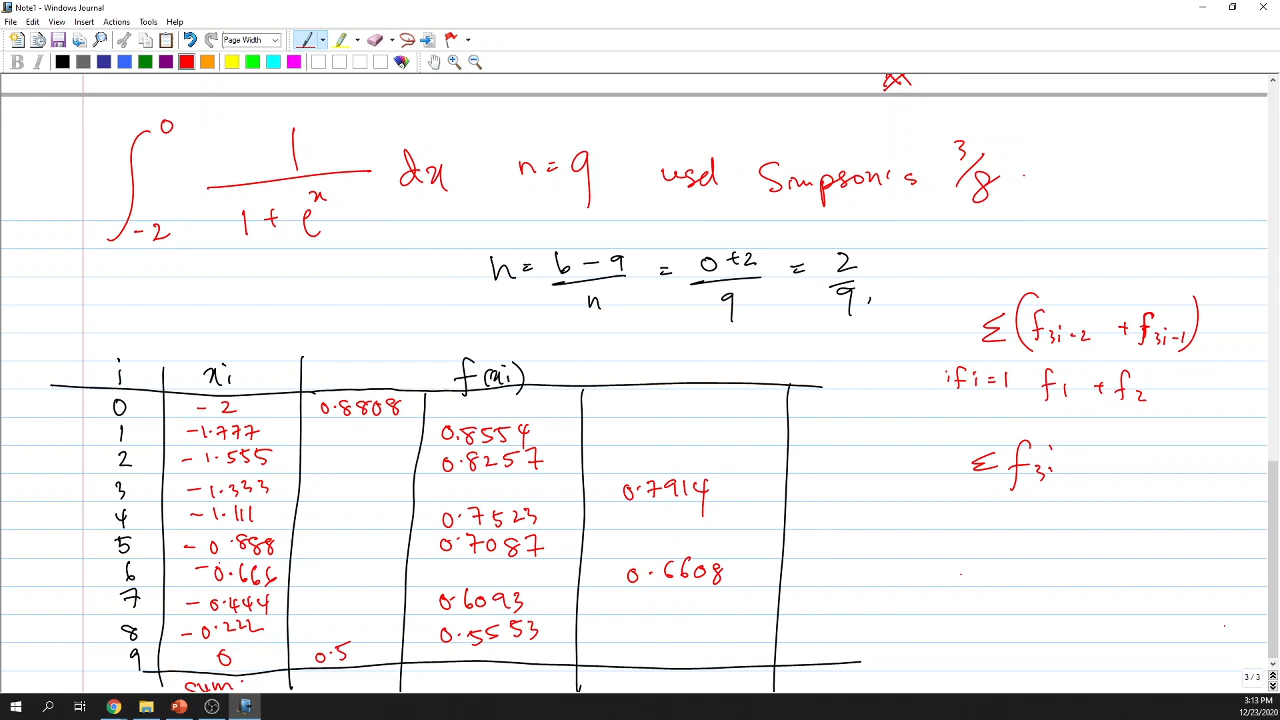 Note1 - Windows Journal
File Edit View Insert Actions Tools Help
Page Width
B I
∫_{-2}^{0} 1/(1 + e^x) dx n = 9 used Simpson's 3/8
h = (b - a)/n = (0 + 2)/9 = 2/9,
Σ(f_{3i-2} + f_{3i-1})
if i = 1 f_1 + f_2
Σ f_{3i}
i xi f(xi)
0 -2 0.8808
1 -1.777 0.8554
2 -1.555 0.8257
3 -1.333 0.7914
4 -1.111 0.7523
5 -0.888 0.7087
6 -0.666 0.6608
7 -0.444 0.6093
8 -0.222 0.5553
9 0 0.5
sum:
3/3
3:13 PM
12/23/2020